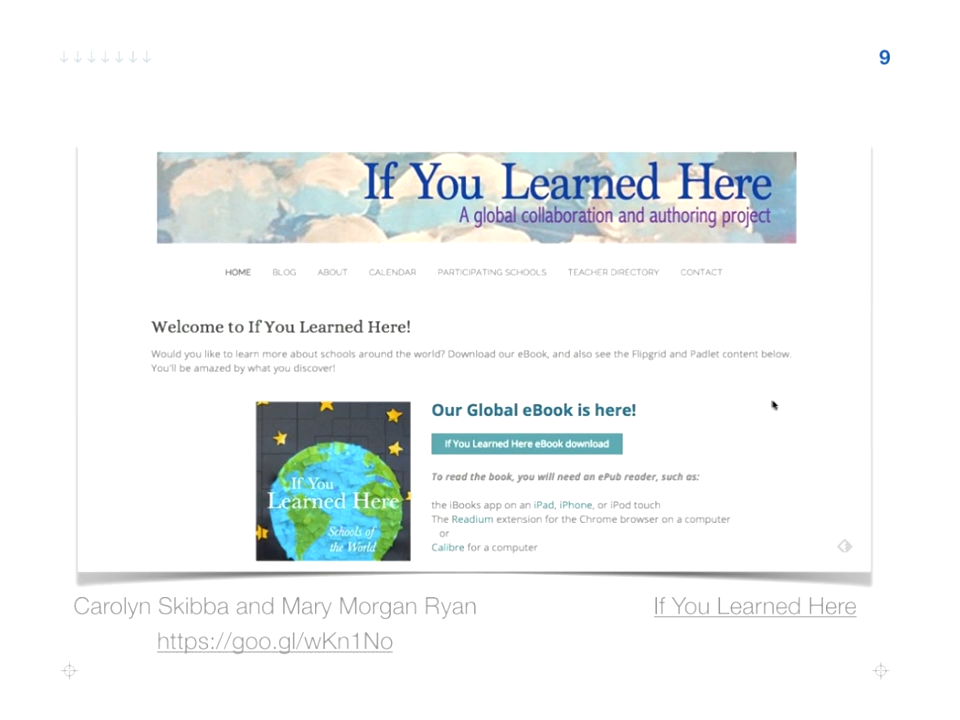 9
If You Learned Here
A global collaboration and authoring project
HOME BLOG ABOUT CALENDAR PARTICIPATING SCHOOLS TEACHER DIRECTORY CONTACT
Welcome to If You Learned Here!
Would you like to learn more about schools around the world? Download our eBook, and also see the Flipgrid and Padlet content below.
You'll be amazed by what you discover!
Our Global eBook is here!
If You Learned Here eBook download
To read the book, you will need an ePub reader, such as:
the iBooks app on an iPad, iPhone, or iPod touch
The Readium extension for the Chrome browser on a computer
or
Calibre for a computer
If You
Learned Here
Schools of
the World
Carolyn Skibba and Mary Morgan Ryan
https://goo.gl/wKn1No
If You Learned Here